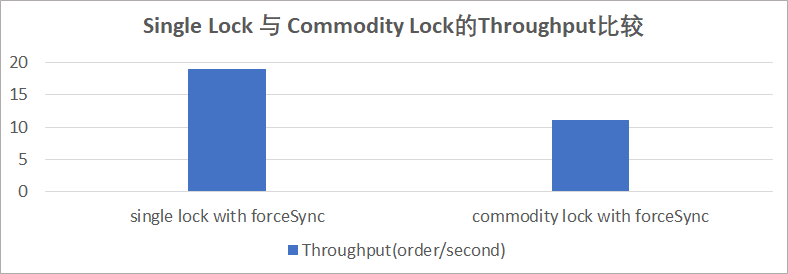 Single Lock 与 Commodity Lock的Throughput比较
20
15
10
5
0
single lock with forceSync
commodity lock with forceSync
Throughput(order/second)